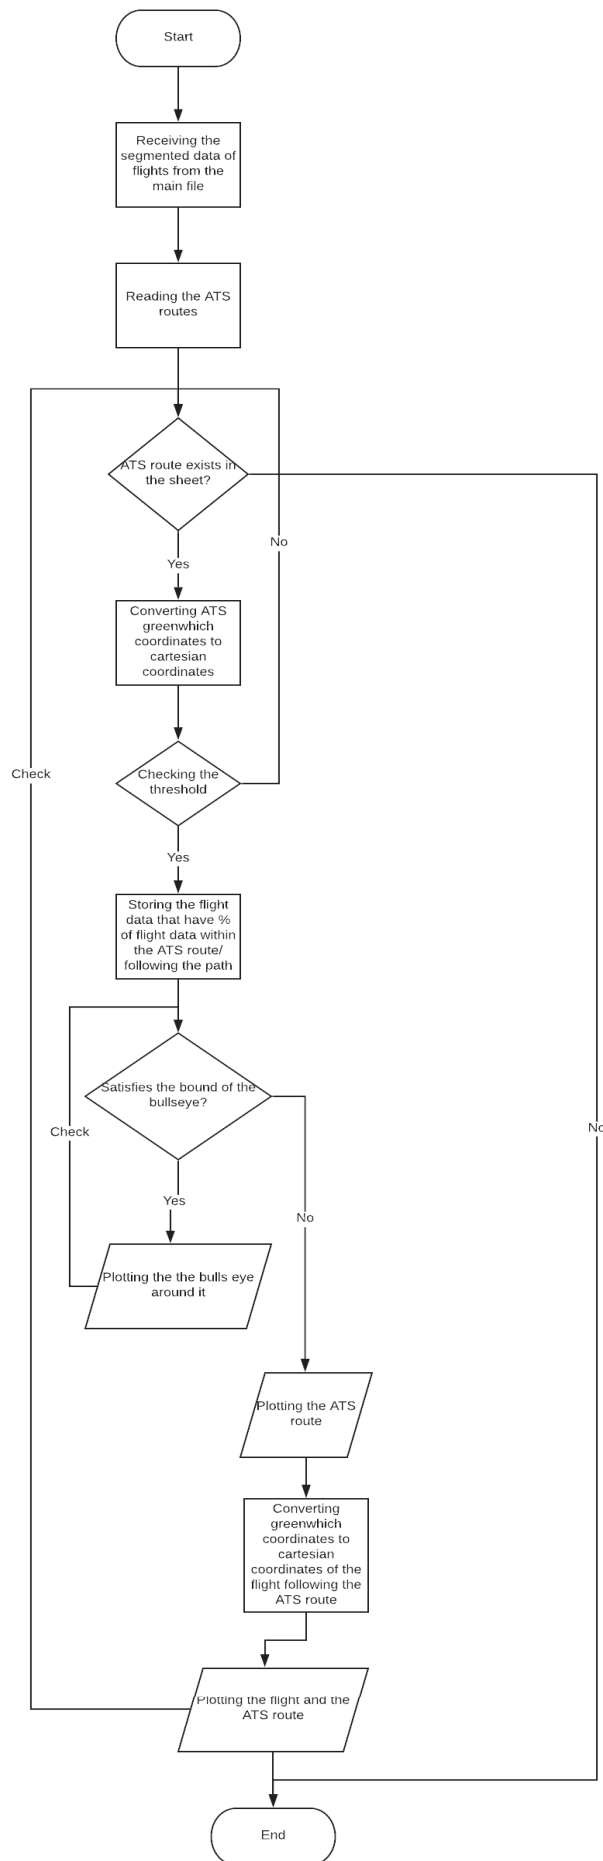 Start
Receiving the
segmented data of
flights from the
main file
Reading the ATS
routes
ATS route exists in
the sheet?
No
Yes
Converting ATS
greenwhich
coordinates to
cartesian
coordinates
Check
Checking the
threshold
Yes
Storing the flight
data that have %
of flight data within
the ATS route/
following the path
Satisfies the bound of the
bullseye?
No
Check
Yes
No
Plotting the the bulls eye
around it
Plotting the ATS
route
Converting
greenwhich
coordinates to
cartesian
coordinates of the
flight following the
ATS route
Plotting the flight and the
ATS route
End